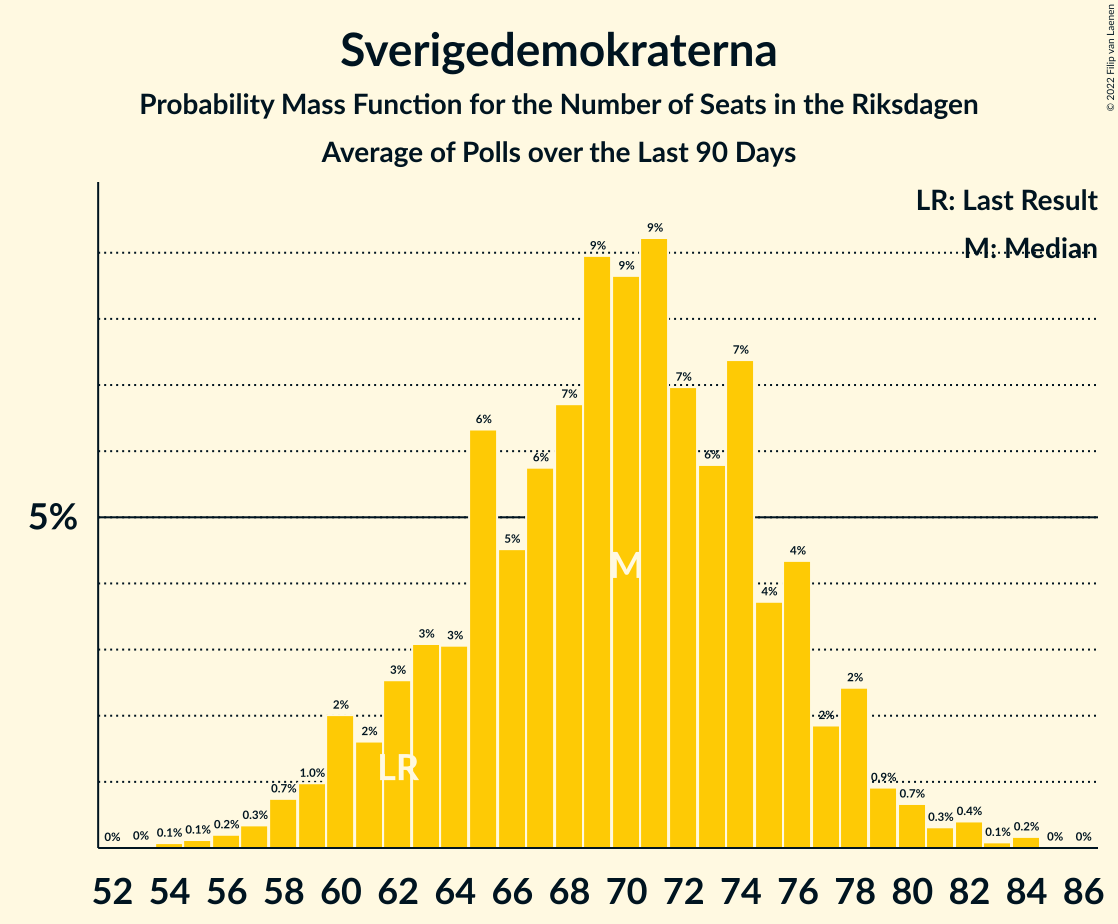 © 2022 Filip van Laenen
Sverigedemokraterna
Probability Mass Function for the Number of Seats in the Riksdagen
Average of Polls over the Last 90 Days
LR: Last Result
M: Median
5%
0% 0% 0.1% 0.1% 0.2% 0.3% 0.7% 1.0% 2% 2% 3% 3% 3% 6% 5% 6% 7% 9% 9% 9% 7% 6% 7% 4% 4% 2% 2% 0.9% 0.7% 0.3% 0.4% 0.1% 0.2% 0% 0%
M
LR
52 54 56 58 60 62 64 66 68 70 72 74 76 78 80 82 84 86